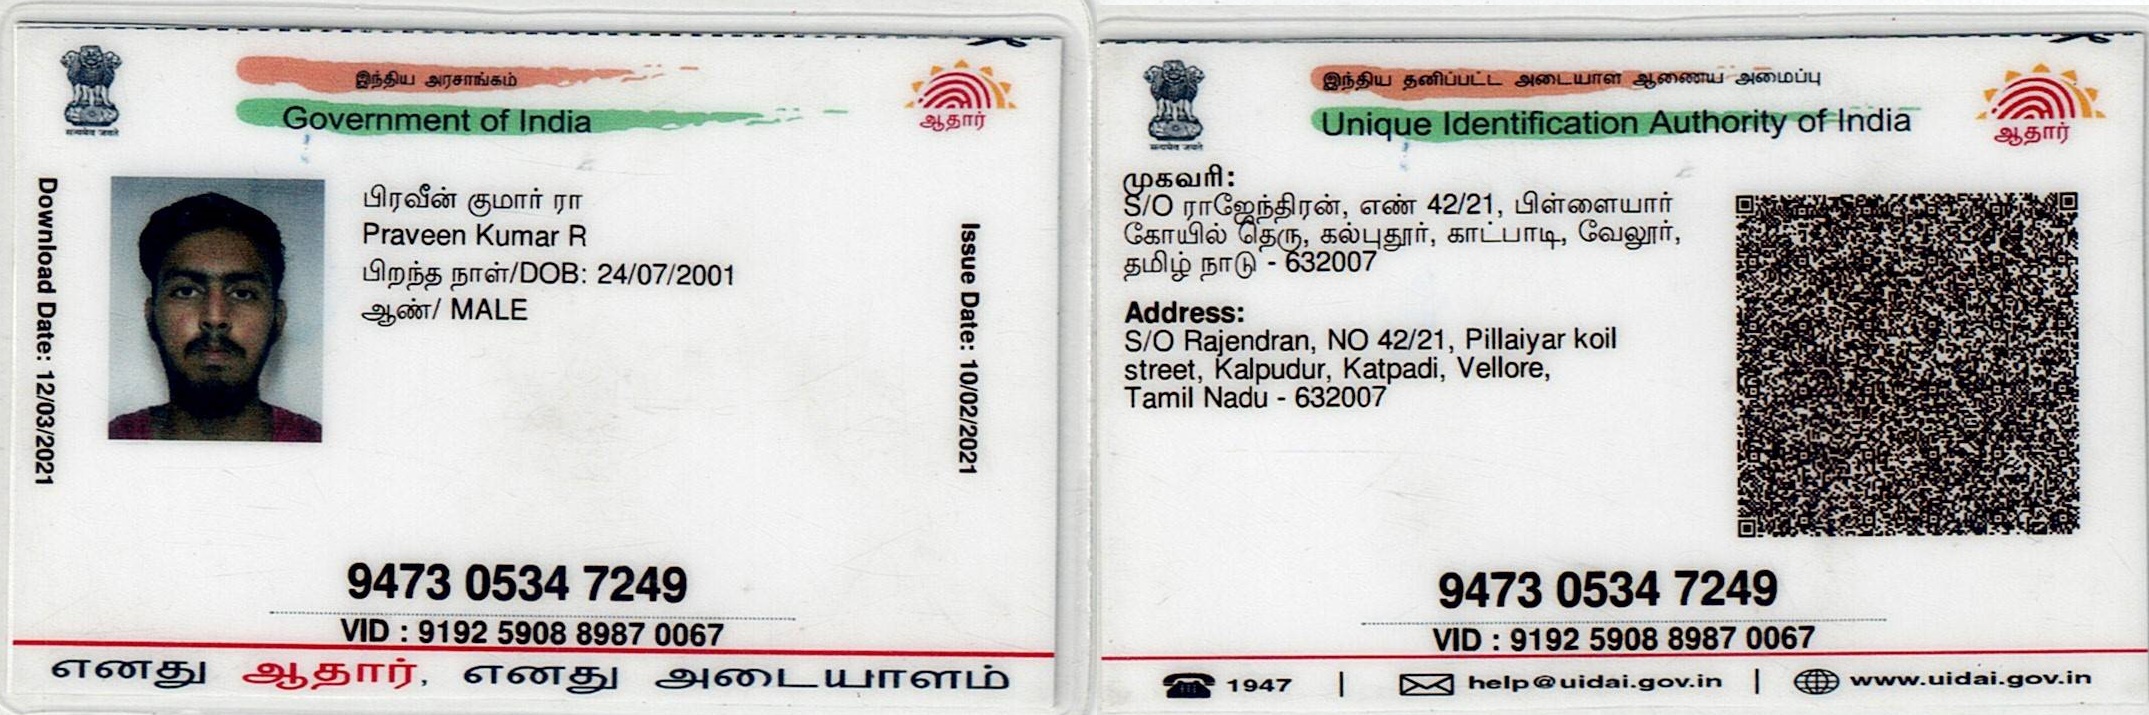 இந்திய அரசாங்கம்
Government of India
ஆதார்
Download Date: 12/03/2021
பிரவீன் குமார் ரா
Praveen Kumar R
பிறந்த நாள்/DOB: 24/07/2001
ஆண்/ MALE
Issue Date: 10/02/2021
9473 0534 7249
VID : 9192 5908 8987 0067
எனது ஆதார், எனது அடையாளம்
இந்திய தனிப்பட்ட அடையாள ஆணைய அமைப்பு
Unique Identification Authority of India
ஆதார்
முகவரி:
S/O ராஜேந்திரன், எண் 42/21, பிள்ளையார்
கோயில் தெரு, கல்புதூர், காட்பாடி, வேலூர்,
தமிழ் நாடு - 632007
Address:
S/O Rajendran, NO 42/21, Pillaiyar koil
street, Kalpudur, Katpadi, Vellore,
Tamil Nadu - 632007
9473 0534 7249
VID : 9192 5908 8987 0067
1947 | help@uidai.gov.in | www.uidai.gov.in